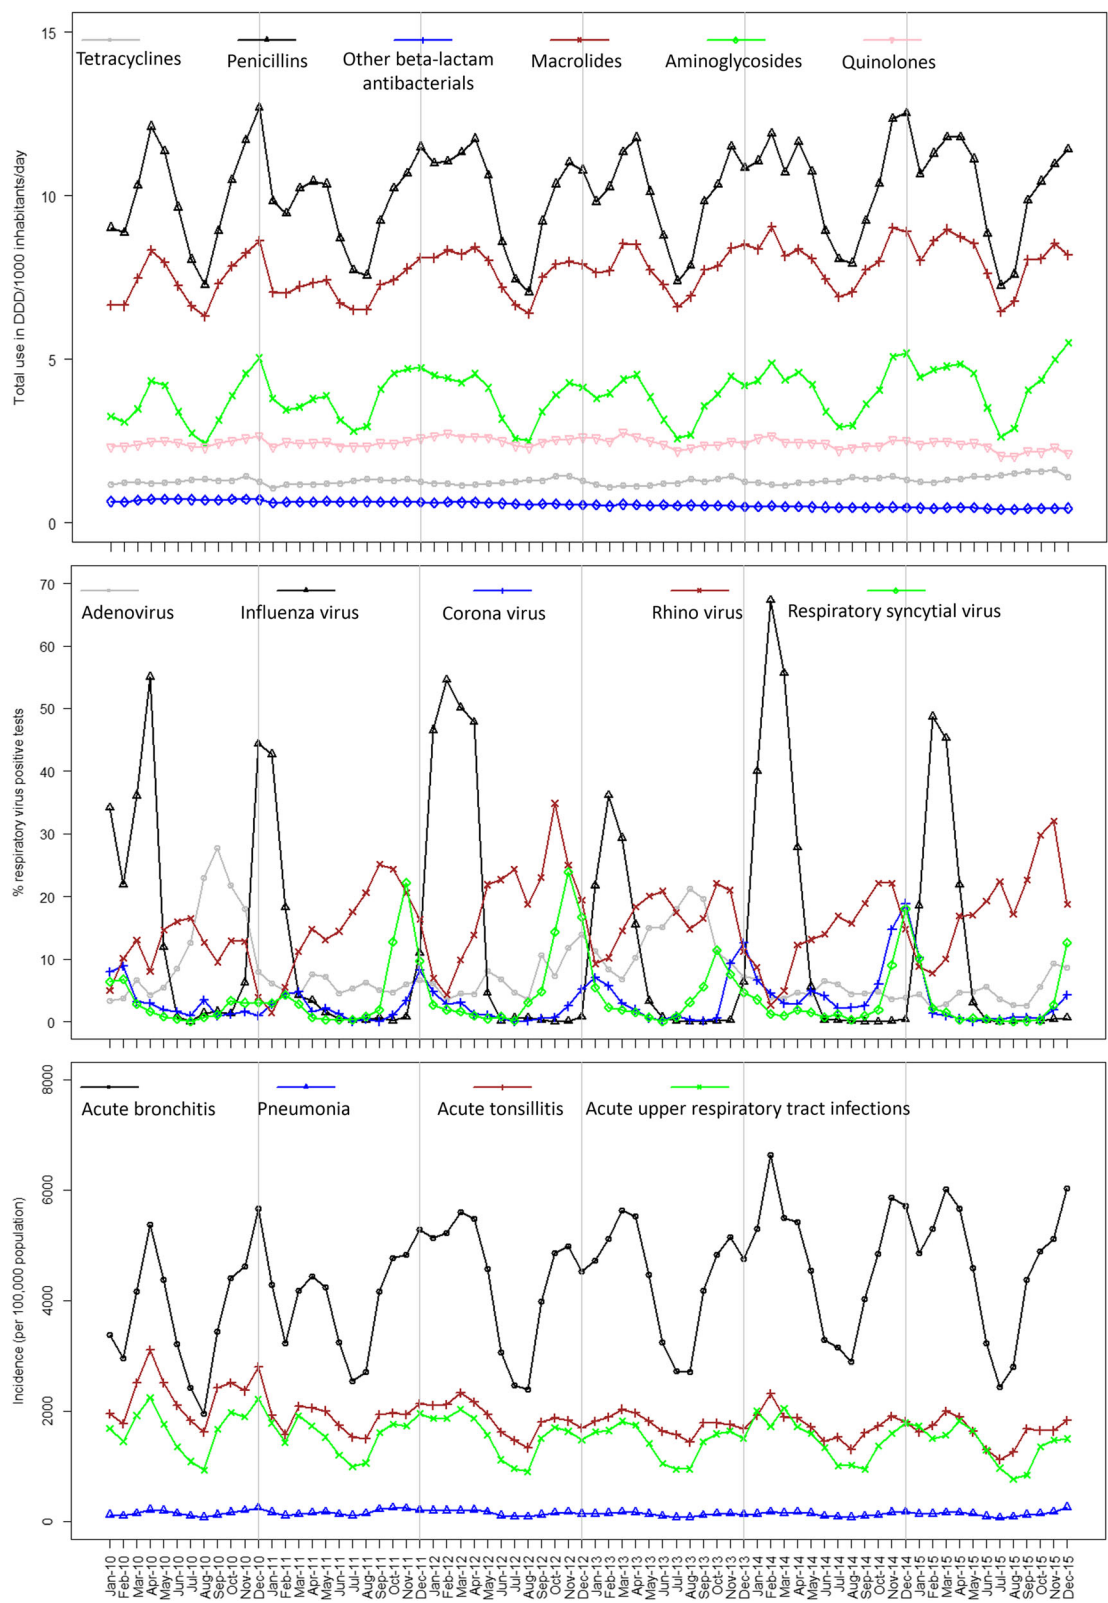 15
Tetracyclines Penicillins Other beta-lactam Macrolides Aminoglycosides Quinolones
antibacterials
10
5
0
Total use in DDD/1000 inhabitants/day
70
Adenovirus Influenza virus Corona virus Rhino virus Respiratory syncytial virus
60
50
40
30
20
10
0
% respiratory virus positive tests
8000
Acute bronchitis Pneumonia Acute tonsillitis Acute upper respiratory tract infections
6000
4000
2000
0
Incidence (per 100,000 population)
Jan-10
Feb-10
Mar-10
Apr-10
May-10
Jun-10
Jul-10
Aug-10
Sep-10
Oct-10
Nov-10
Dec-10
Jan-11
Feb-11
Mar-11
Apr-11
May-11
Jun-11
Jul-11
Aug-11
Sep-11
Oct-11
Nov-11
Dec-11
Jan-12
Feb-12
Mar-12
Apr-12
May-12
Jun-12
Jul-12
Aug-12
Sep-12
Oct-12
Nov-12
Dec-12
Jan-13
Feb-13
Mar-13
Apr-13
May-13
Jun-13
Jul-13
Aug-13
Sep-13
Oct-13
Nov-13
Dec-13
Jan-14
Feb-14
Mar-14
Apr-14
May-14
Jun-14
Jul-14
Aug-14
Sep-14
Oct-14
Nov-14
Dec-14
Jan-15
Feb-15
Mar-15
Apr-15
May-15
Jun-15
Jul-15
Aug-15
Sep-15
Oct-15
Nov-15
Dec-15